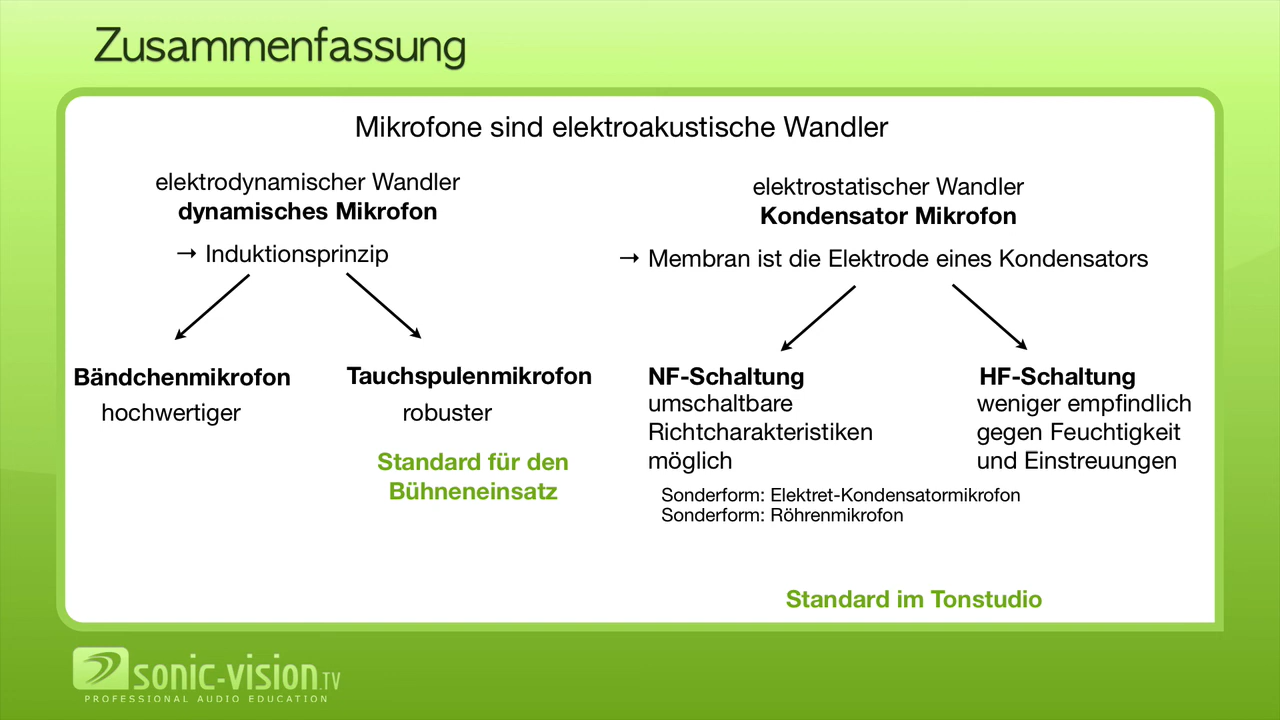 Zusammenfassung
Mikrofone sind elektroakustische Wandler
elektrodynamischer Wandler
dynamisches Mikrofon
→ Induktionsprinzip
Bändchenmikrofon
hochwertiger
Tauchspulenmikrofon
robuster
Standard für den
Bühneneinsatz
elektrostatischer Wandler
Kondensator Mikrofon
→ Membran ist die Elektrode eines Kondensators
NF-Schaltung
umschaltbare
Richtcharakteristiken
möglich
Sonderform: Elektret-Kondensatormikrofon
Sonderform: Röhrenmikrofon
HF-Schaltung
weniger empfindlich
gegen Feuchtigkeit
und Einstreuungen
Standard im Tonstudio
sonic-vision.TV
PROFESSIONAL AUDIO EDUCATION